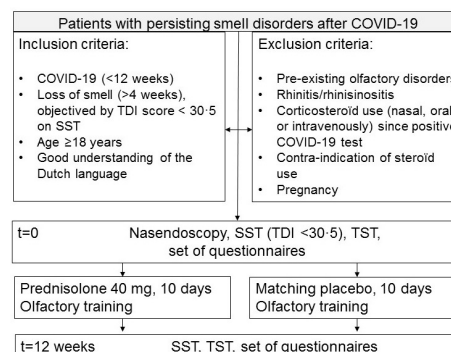 Patients with persisting smell disorders after COVID-19
Inclusion criteria:
• COVID-19 (<12 weeks)
• Loss of smell (>4 weeks),
objectived by TDI score < 30·5
on SST
• Age ≥18 years
• Good understanding of the
Dutch language
Exclusion criteria:
• Pre-existing olfactory disorders
• Rhinitis/rhinisinositis
• Corticosteroïd use (nasal, oral
or intravenously) since positive
COVID-19 test
• Contra-indication of steroïd
use
• Pregnancy
t=0 Nasendoscopy, SST (TDI <30·5), TST,
set of questionnaires
Prednisolone 40 mg, 10 days
Olfactory training
Matching placebo, 10 days
Olfactory training
t=12 weeks SST, TST, set of questionnaires